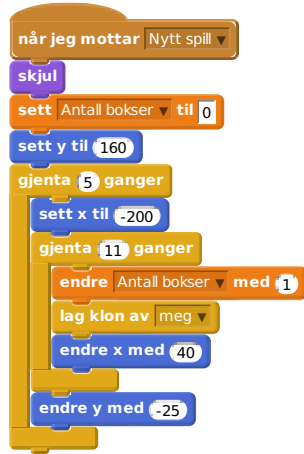 når jeg mottar Nytt spill
skjul
sett Antall bokser til 0
sett y til 160
gjenta 5 ganger
sett x til -200
gjenta 11 ganger
endre Antall bokser med 1
lag klon av meg
endre x med 40
endre y med -25